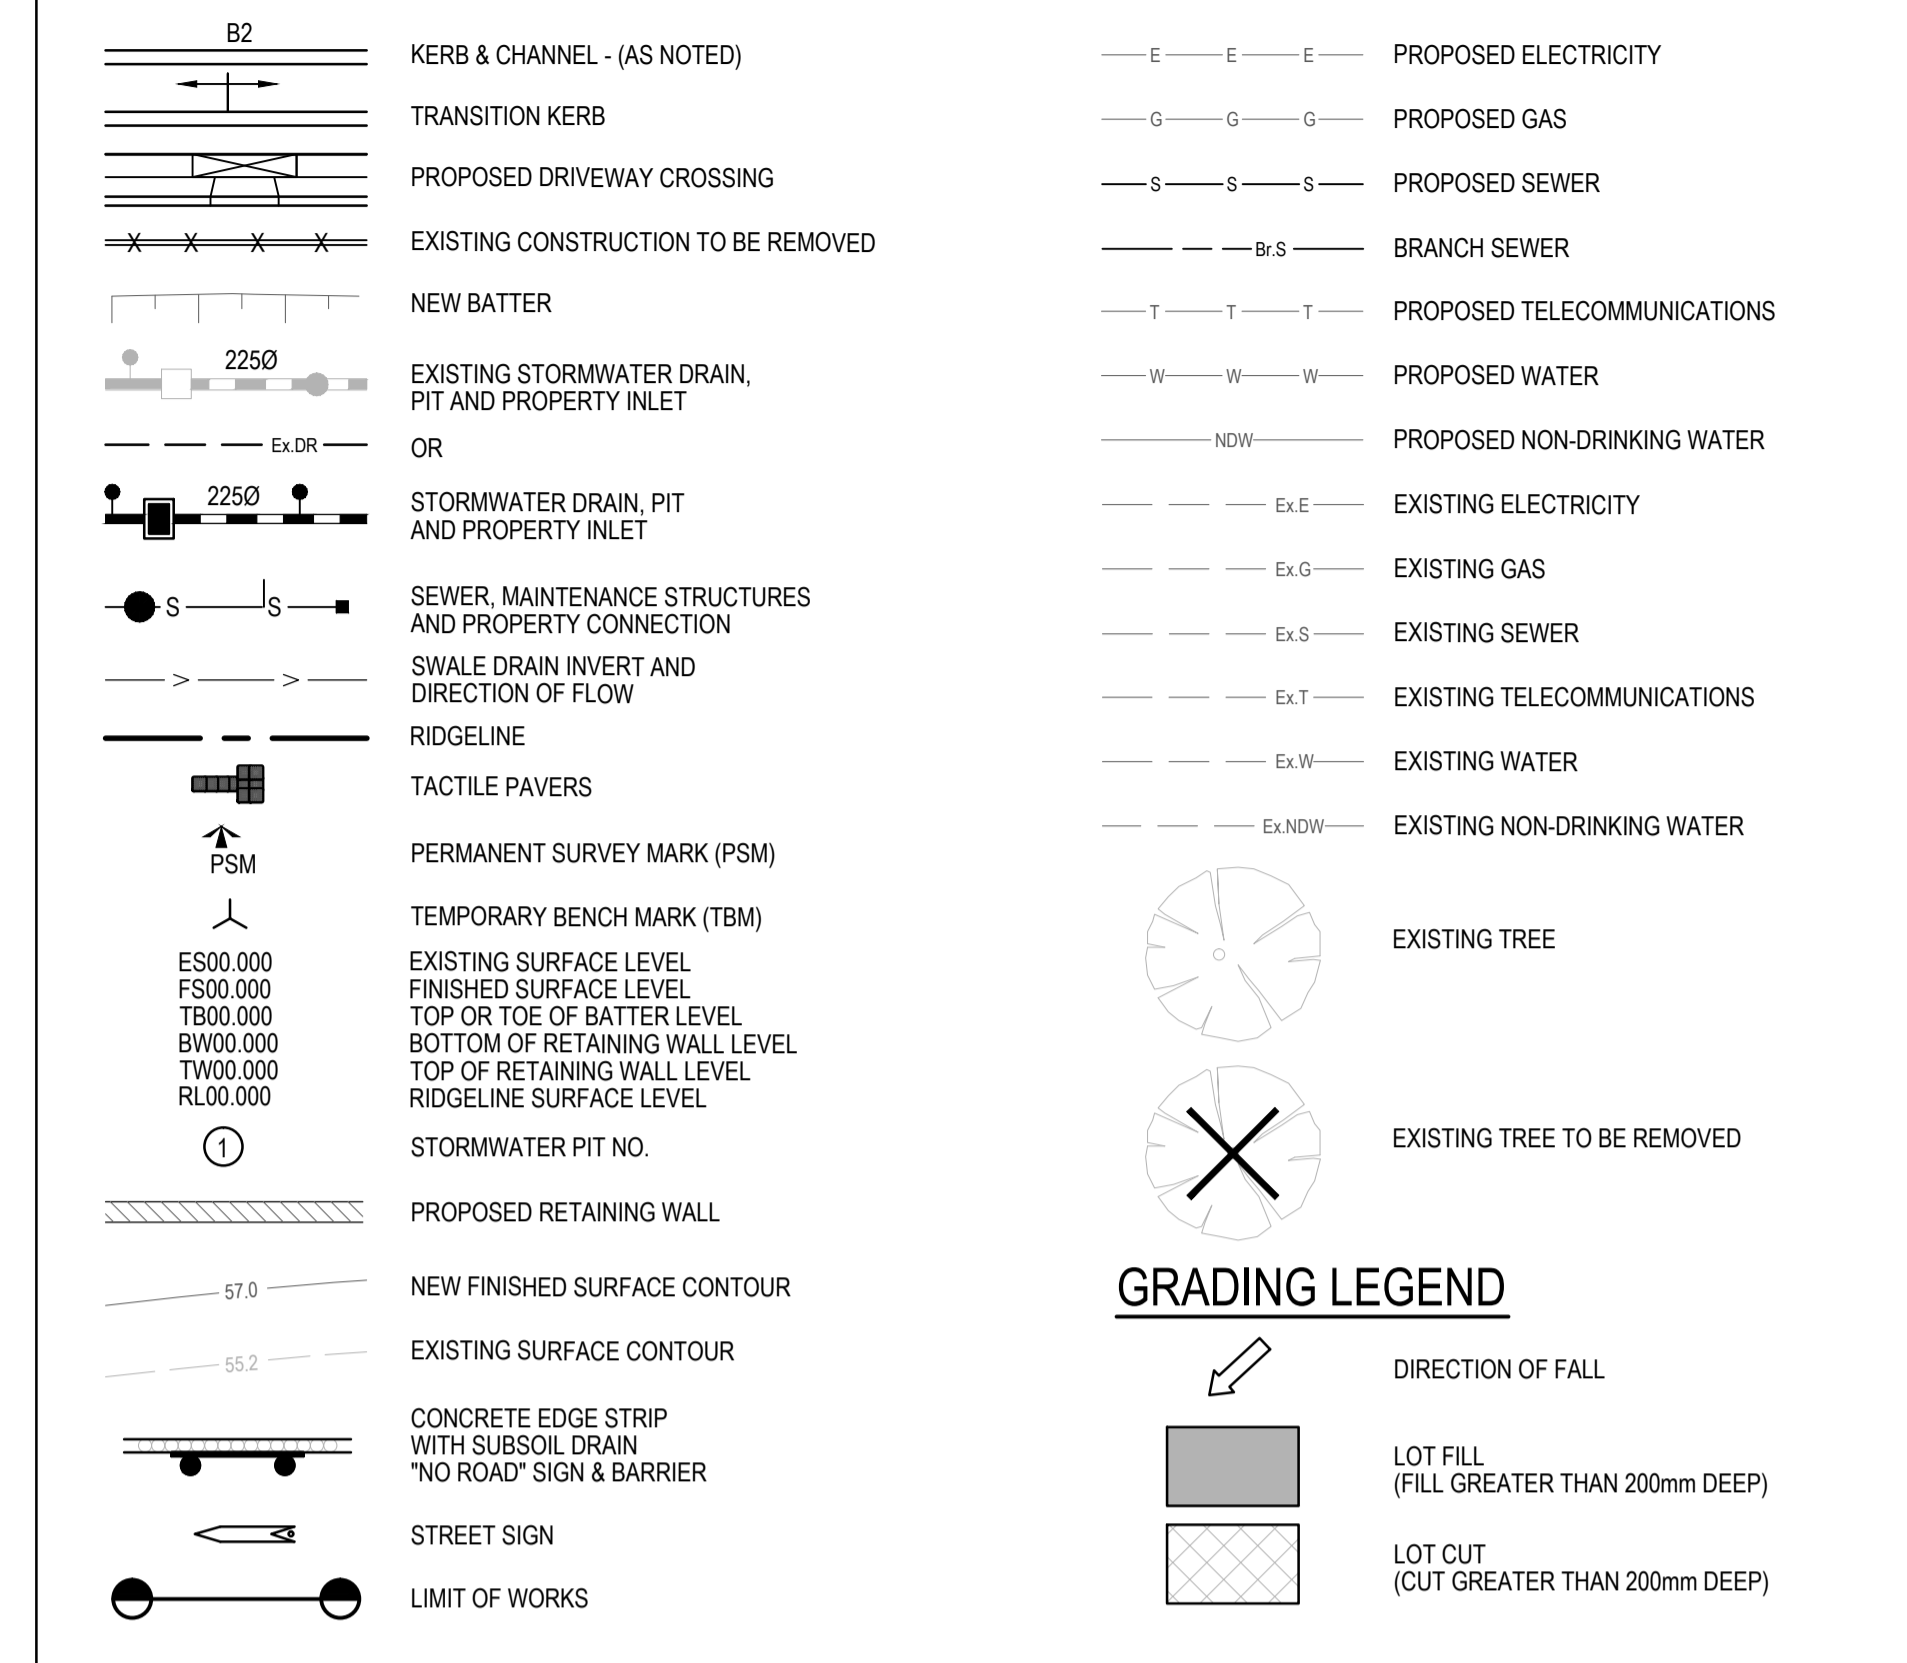 B2
KERB & CHANNEL - (AS NOTED)
TRANSITION KERB
PROPOSED DRIVEWAY CROSSING
X X X X EXISTING CONSTRUCTION TO BE REMOVED
NEW BATTER
225Ø
EXISTING STORMWATER DRAIN,
PIT AND PROPERTY INLET
Ex.DR OR
225Ø
STORMWATER DRAIN, PIT
AND PROPERTY INLET
S S
SEWER, MAINTENANCE STRUCTURES
AND PROPERTY CONNECTION
SWALE DRAIN INVERT AND
DIRECTION OF FLOW
RIDGELINE
TACTILE PAVERS
PSM
PERMANENT SURVEY MARK (PSM)
TEMPORARY BENCH MARK (TBM)
ES00.000 EXISTING SURFACE LEVEL
FS00.000 FINISHED SURFACE LEVEL
TB00.000 TOP OR TOE OF BATTER LEVEL
BW00.000 BOTTOM OF RETAINING WALL LEVEL
TW00.000 TOP OF RETAINING WALL LEVEL
RL00.000 RIDGELINE SURFACE LEVEL
1 STORMWATER PIT NO.
PROPOSED RETAINING WALL
57.0 NEW FINISHED SURFACE CONTOUR
55.2 EXISTING SURFACE CONTOUR
CONCRETE EDGE STRIP
WITH SUBSOIL DRAIN
"NO ROAD" SIGN & BARRIER
STREET SIGN
LIMIT OF WORKS
E E E PROPOSED ELECTRICITY
G G G PROPOSED GAS
S S S PROPOSED SEWER
Br.S BRANCH SEWER
T T T PROPOSED TELECOMMUNICATIONS
W W W PROPOSED WATER
NDW PROPOSED NON-DRINKING WATER
Ex.E EXISTING ELECTRICITY
Ex.G EXISTING GAS
Ex.S EXISTING SEWER
Ex.T EXISTING TELECOMMUNICATIONS
Ex.W EXISTING WATER
Ex.NDW EXISTING NON-DRINKING WATER
EXISTING TREE
EXISTING TREE TO BE REMOVED
GRADING LEGEND
DIRECTION OF FALL
LOT FILL
(FILL GREATER THAN 200mm DEEP)
LOT CUT
(CUT GREATER THAN 200mm DEEP)